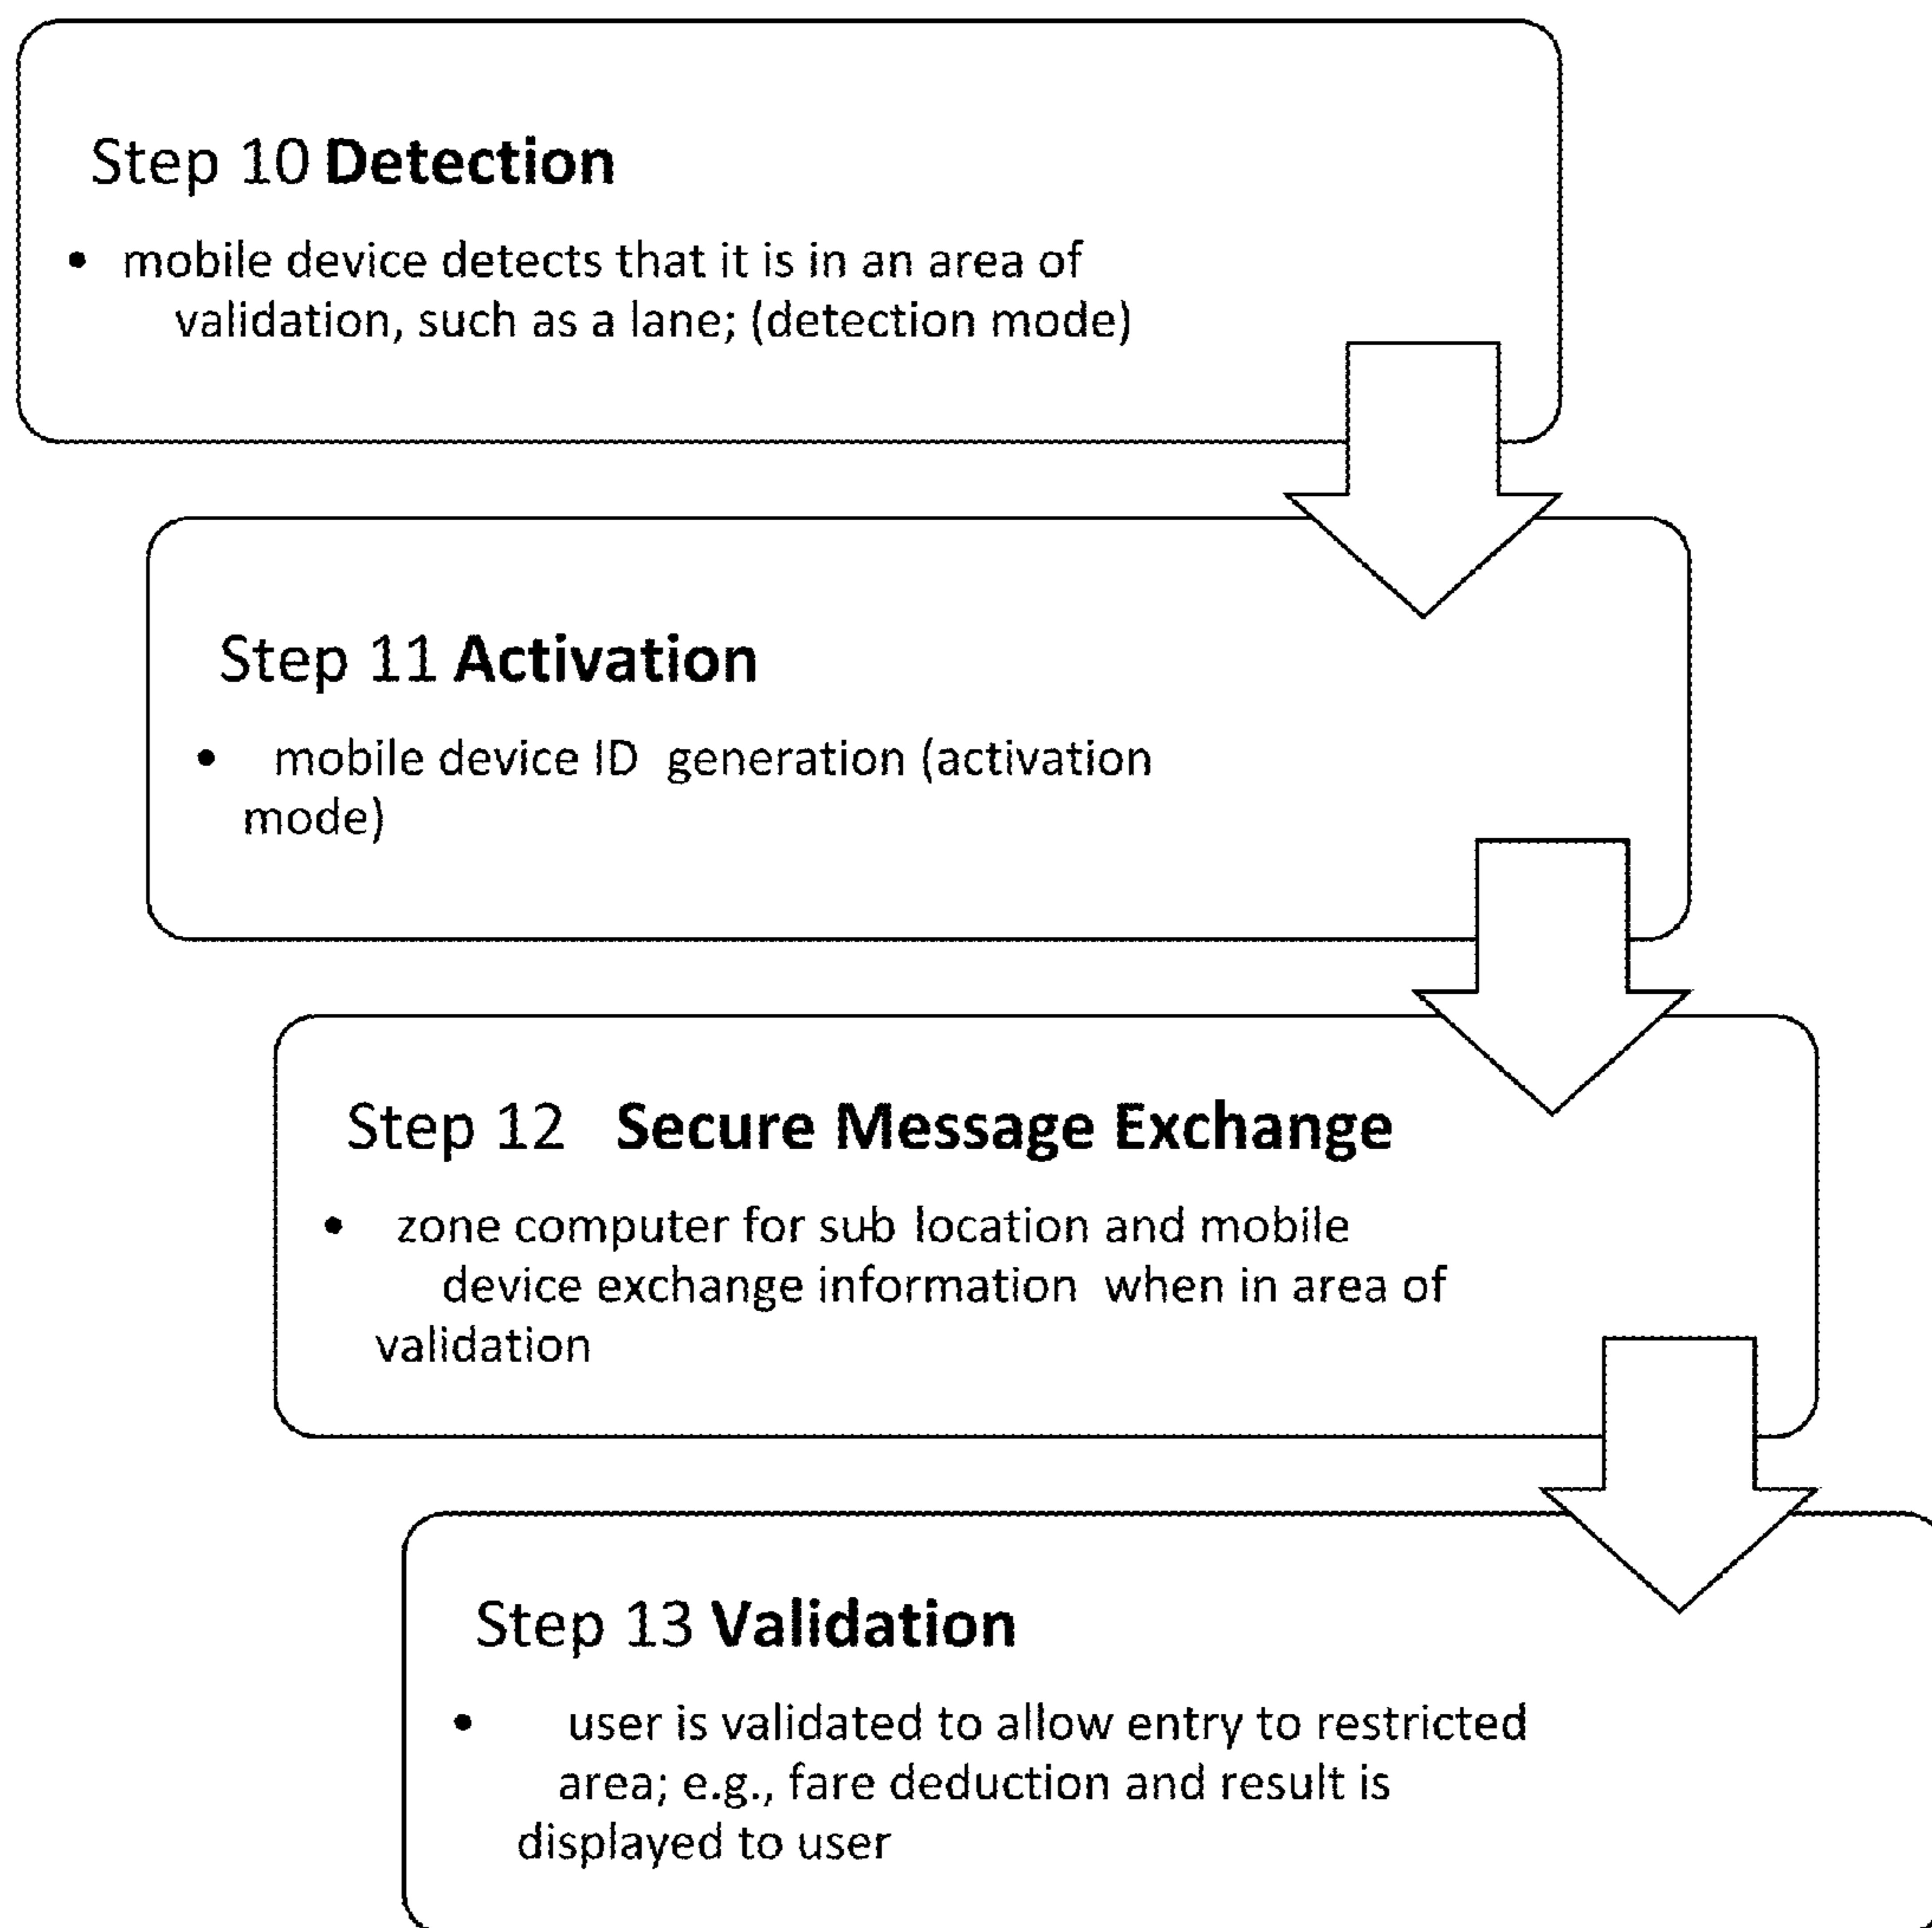 Step 10 Detection
• mobile device detects that it is in an area of
validation, such as a lane; (detection mode)
Step 11 Activation
• mobile device ID generation (activation
mode)
Step 12 Secure Message Exchange
• zone computer for sub location and mobile
device exchange information when in area of
validation
Step 13 Validation
• user is validated to allow entry to restricted
area; e.g., fare deduction and result is
displayed to user